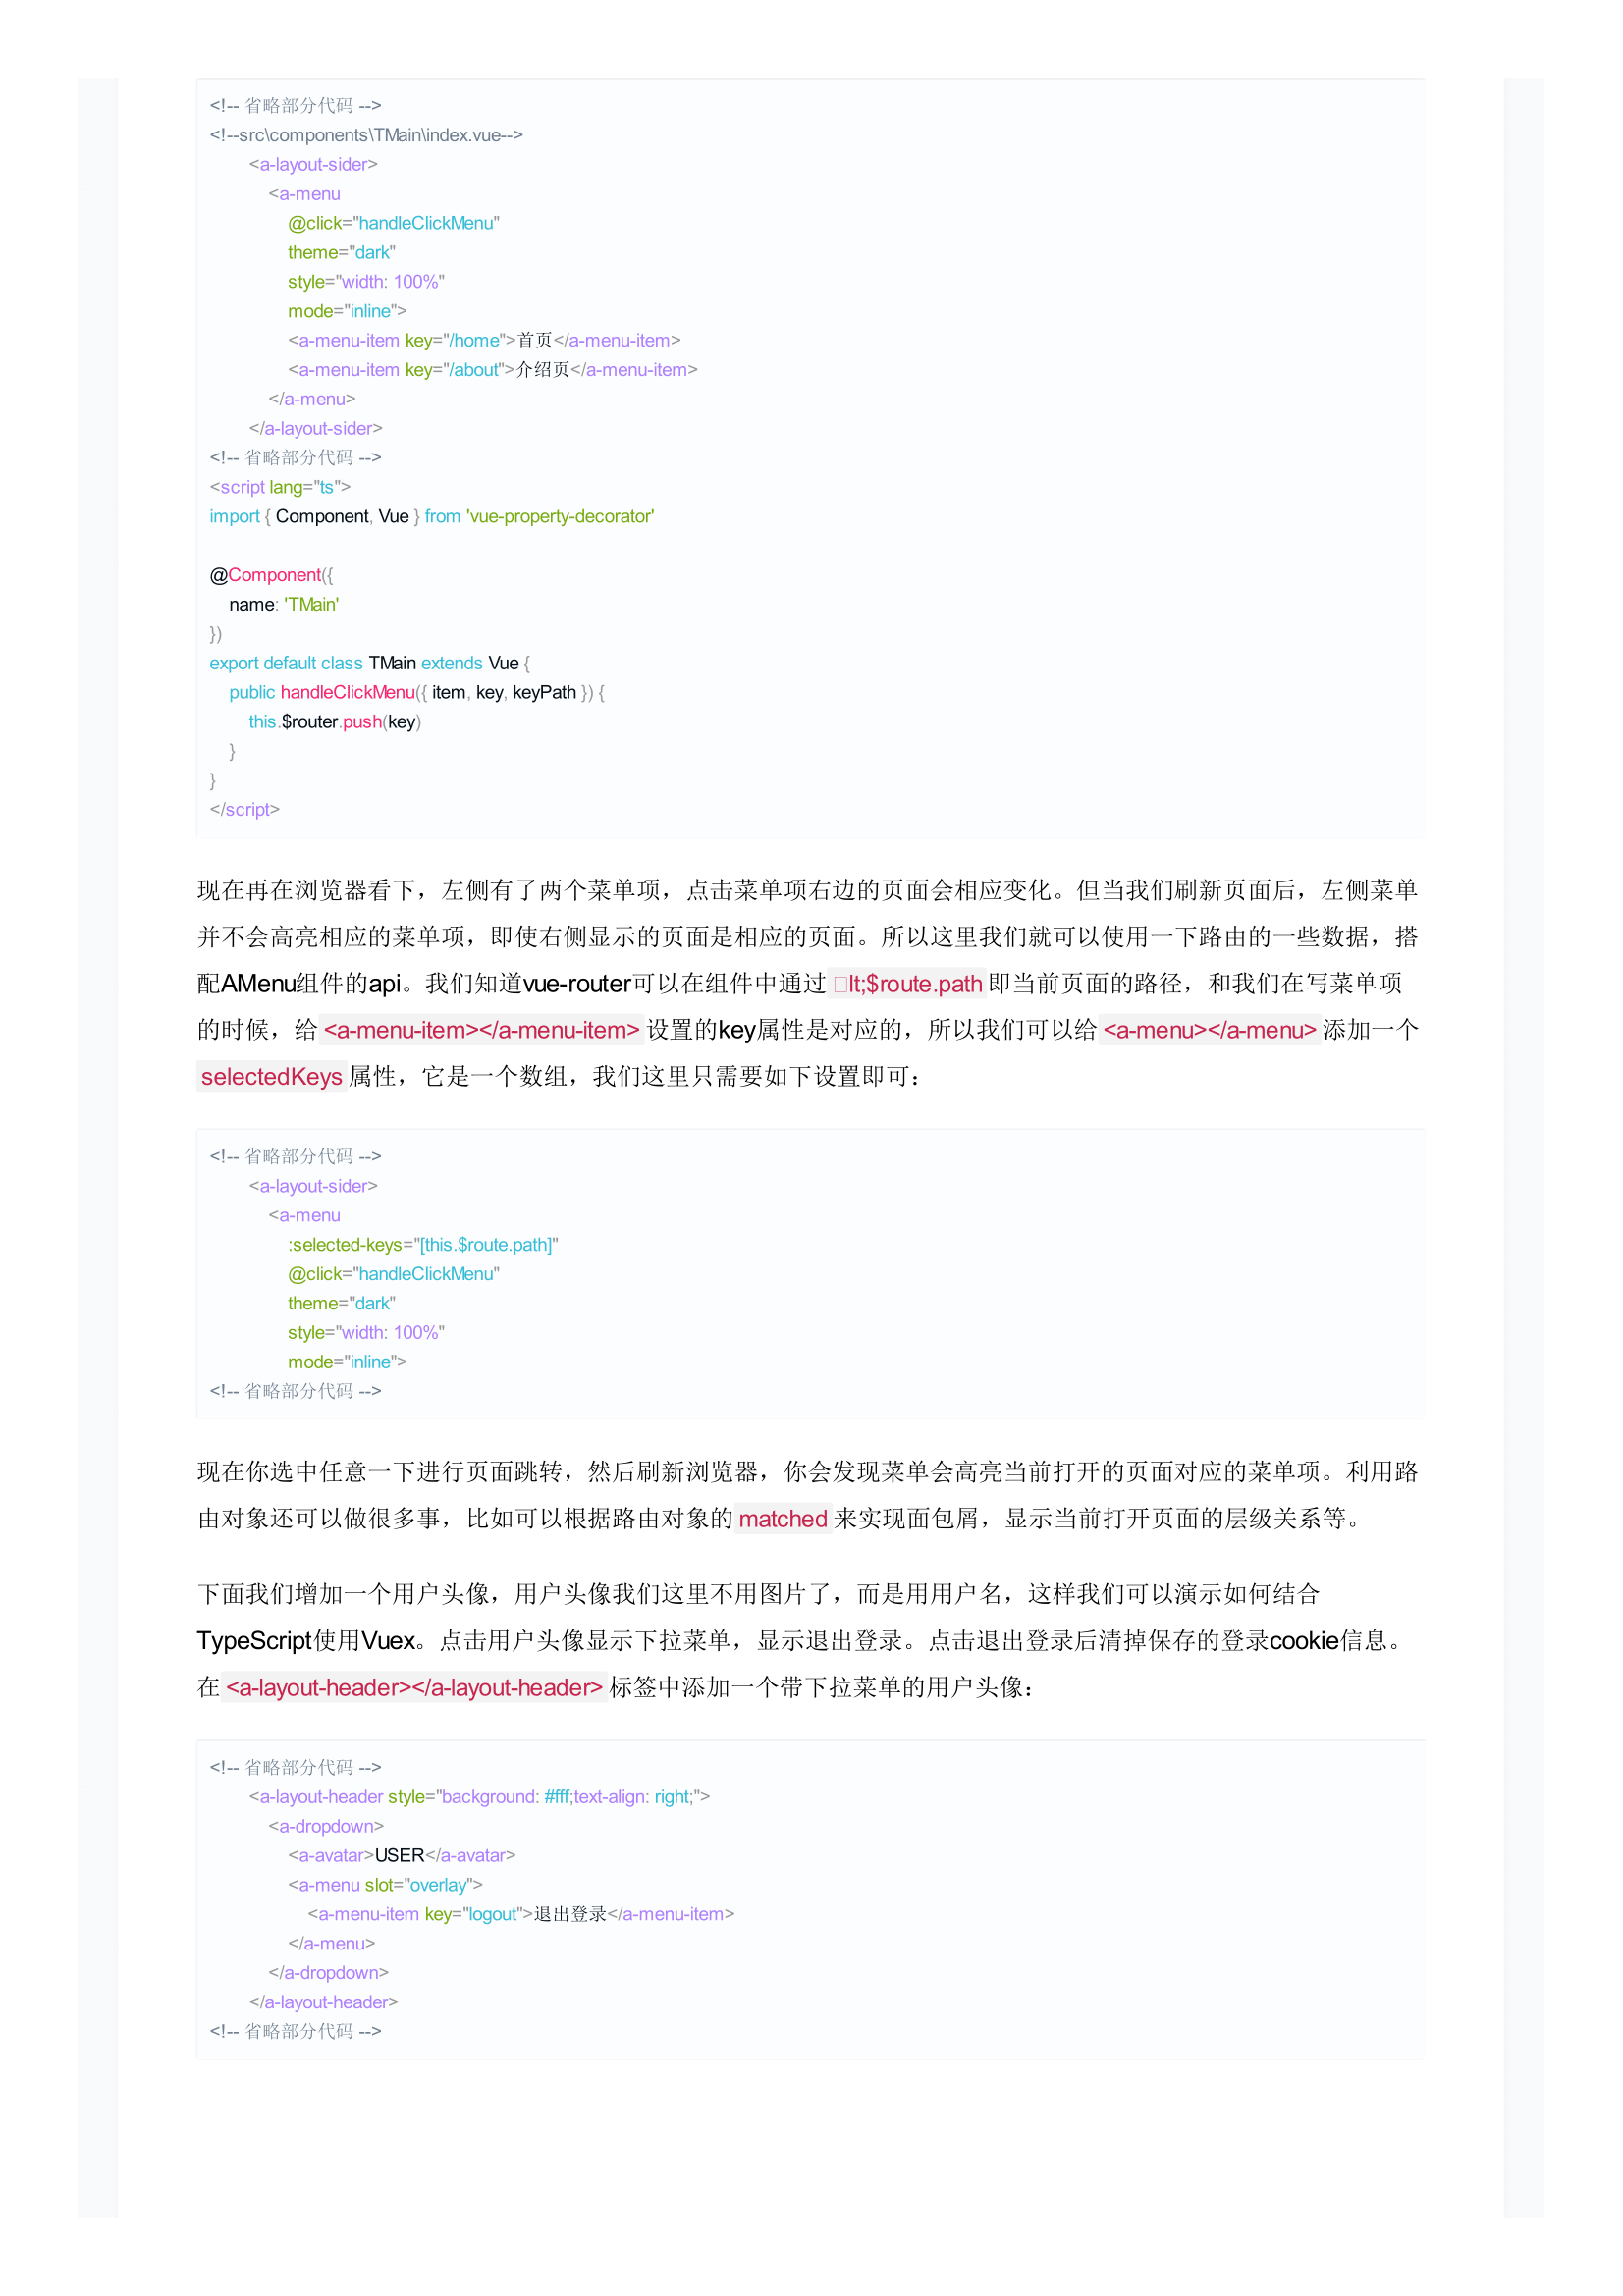 <!-- 省略部分代码 -->
<!--src\components\TMain\index.vue-->
        <a-layout-sider>
            <a-menu
                @click="handleClickMenu"
                theme="dark"
                style="width: 100%"
                mode="inline">
                <a-menu-item key="/home">首页</a-menu-item>
                <a-menu-item key="/about">介绍页</a-menu-item>
            </a-menu>
        </a-layout-sider>
<!-- 省略部分代码 -->
<script lang="ts">
import { Component, Vue } from 'vue-property-decorator'

@Component({
    name: 'TMain'
})
export default class TMain extends Vue {
    public handleClickMenu({ item, key, keyPath }) {
        this.$router.push(key)
    }
}
</script>
现在再在浏览器看下，左侧有了两个菜单项，点击菜单项右边的页面会相应变化。但当我们刷新页面后，左侧菜单
并不会高亮相应的菜单项，即使右侧显示的页面是相应的页面。所以这里我们就可以使用一下路由的一些数据，搭
配AMenu组件的api。我们知道vue-router可以在组件中通过 lt;$route.path 即当前页面的路径，和我们在写菜单项
的时候，给 <a-menu-item></a-menu-item> 设置的key属性是对应的，所以我们可以给 <a-menu></a-menu> 添加一个
selectedKeys 属性，它是一个数组，我们这里只需要如下设置即可：
<!-- 省略部分代码 -->
        <a-layout-sider>
            <a-menu
                :selected-keys="[this.$route.path]"
                @click="handleClickMenu"
                theme="dark"
                style="width: 100%"
                mode="inline">
<!-- 省略部分代码 -->
现在你选中任意一下进行页面跳转，然后刷新浏览器，你会发现菜单会高亮当前打开的页面对应的菜单项。利用路
由对象还可以做很多事，比如可以根据路由对象的 matched 来实现面包屑，显示当前打开页面的层级关系等。
下面我们增加一个用户头像，用户头像我们这里不用图片了，而是用用户名，这样我们可以演示如何结合
TypeScript使用Vuex。点击用户头像显示下拉菜单，显示退出登录。点击退出登录后清掉保存的登录cookie信息。
在 <a-layout-header></a-layout-header> 标签中添加一个带下拉菜单的用户头像：
<!-- 省略部分代码 -->
        <a-layout-header style="background: #fff;text-align: right;">
            <a-dropdown>
                <a-avatar>USER</a-avatar>
                <a-menu slot="overlay">
                    <a-menu-item key="logout">退出登录</a-menu-item>
                </a-menu>
            </a-dropdown>
        </a-layout-header>
<!-- 省略部分代码 -->